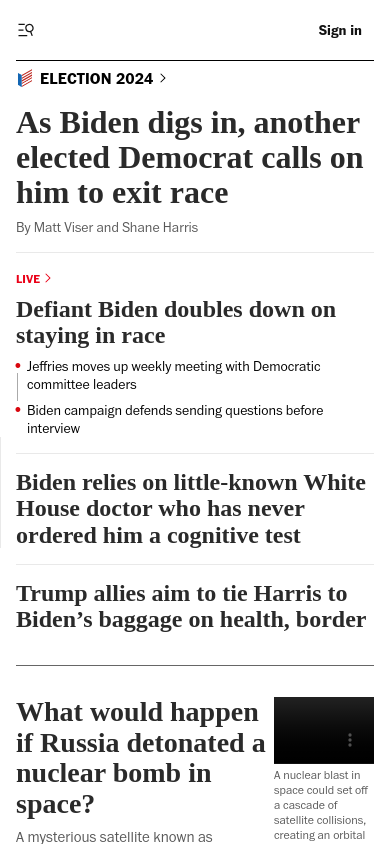 Sign in
ELECTION 2024
As Biden digs in, another
elected Democrat calls on
him to exit race
By Matt Viser and Shane Harris
LIVE
Defiant Biden doubles down on
staying in race
Jeffries moves up weekly meeting with Democratic
committee leaders
Biden campaign defends sending questions before
interview
Biden relies on little-known White
House doctor who has never
ordered him a cognitive test
Trump allies aim to tie Harris to
Biden’s baggage on health, border
What would happen
if Russia detonated a
nuclear bomb in
space?
A mysterious satellite known as
A nuclear blast in
space could set off
a cascade of
satellite collisions,
creating an orbital